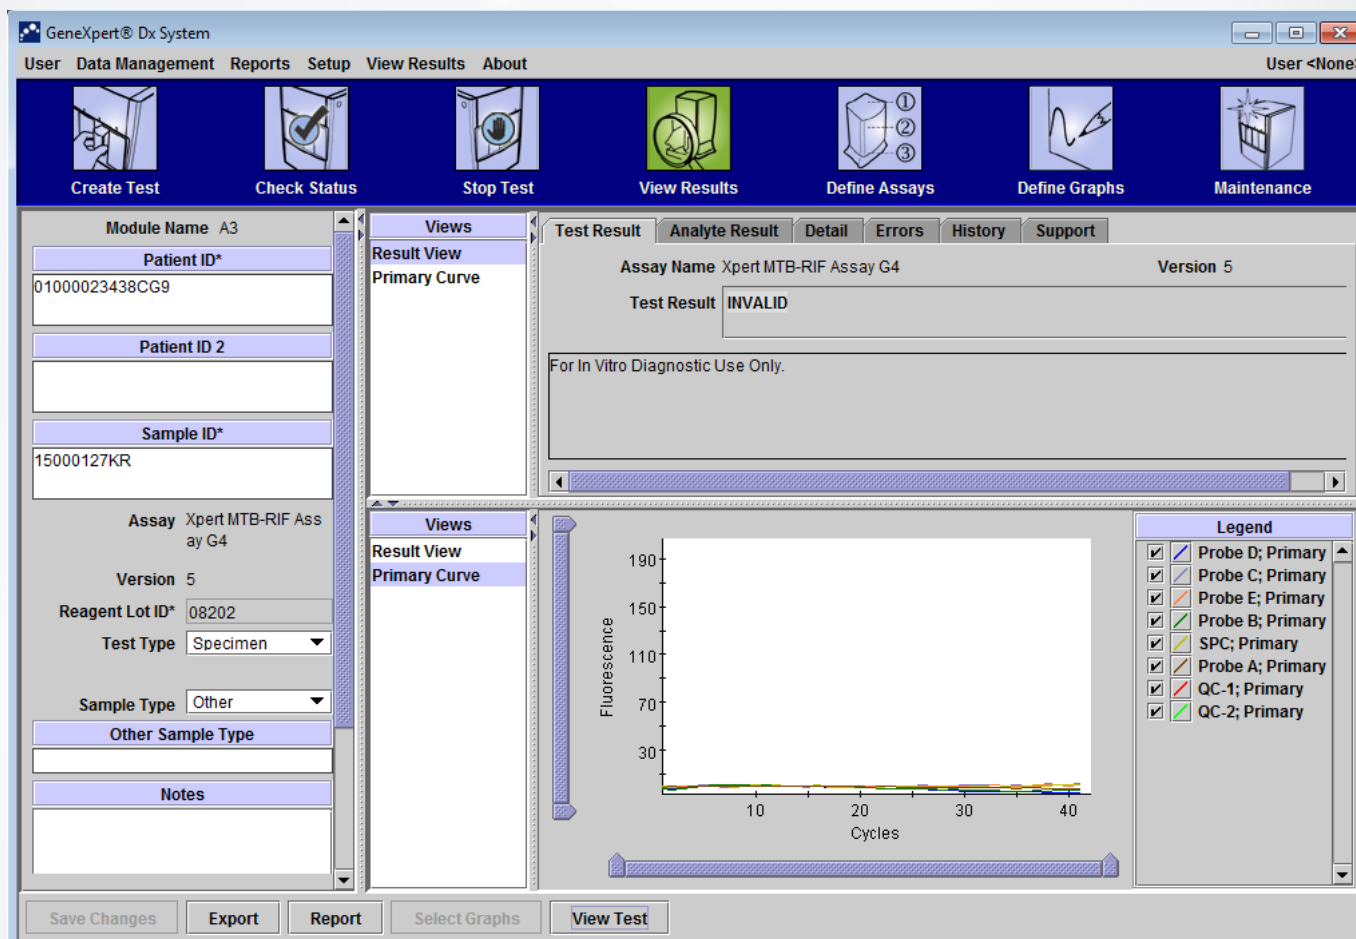 GeneXpert® Dx System
User Data Management Reports Setup View Results About
User <None>
Create Test Check Status Stop Test View Results Define Assays Define Graphs Maintenance
① ② ③
Module Name A3
Patient ID*
01000023438CG9
Patient ID 2
Sample ID*
15000127KR
Assay Xpert MTB-RIF Ass
ay G4
Version 5
Reagent Lot ID* 08202
Test Type Specimen
Sample Type Other
Other Sample Type
Notes
Views
Result View
Primary Curve
Test Result Analyte Result Detail Errors History Support
Assay Name Xpert MTB-RIF Assay G4 Version 5
Test Result INVALID
For In Vitro Diagnostic Use Only.
Views
Result View
Primary Curve
190
150
110
70
30
Fluorescence
10 20 30 40
Cycles
Legend
Probe D; Primary
Probe C; Primary
Probe E; Primary
Probe B; Primary
SPC; Primary
Probe A; Primary
QC-1; Primary
QC-2; Primary
Save Changes Export Report Select Graphs View Test